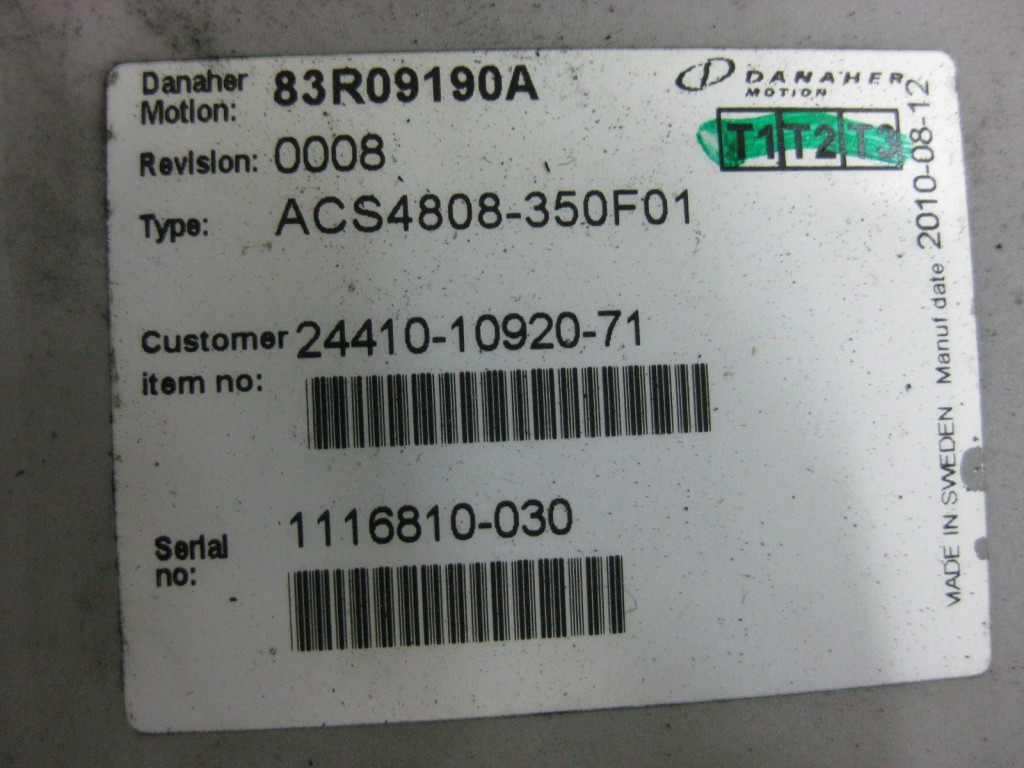 Danaher
Motion: 83R09190A
DANAHER
MOTION
T1 T2 T3
Revision: 0008
Type: ACS4808-350F01
Customer 24410-10920-71
item no:
Serial 1116810-030
no:
MADE IN SWEDEN Manuf date 2010-08-12